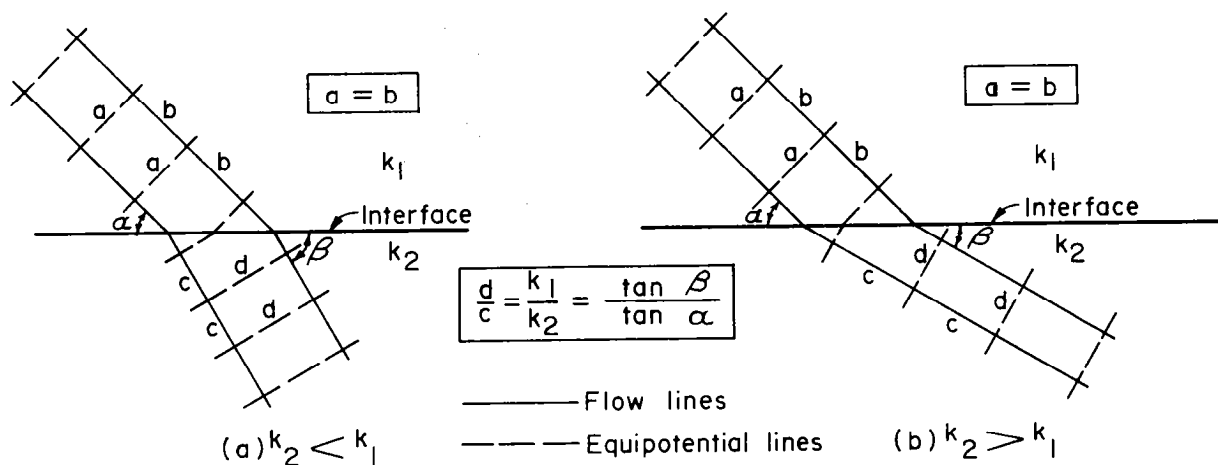 a = b
a b
a b
k1
α
Interface
β
k2
c d
c d
(a) k2 < k1
a = b
a b
a b
k1
α
Interface
β
k2
d
c
d
c
(b) k2 > k1
d/c = k1/k2 = tan β / tan α
Flow lines
Equipotential lines